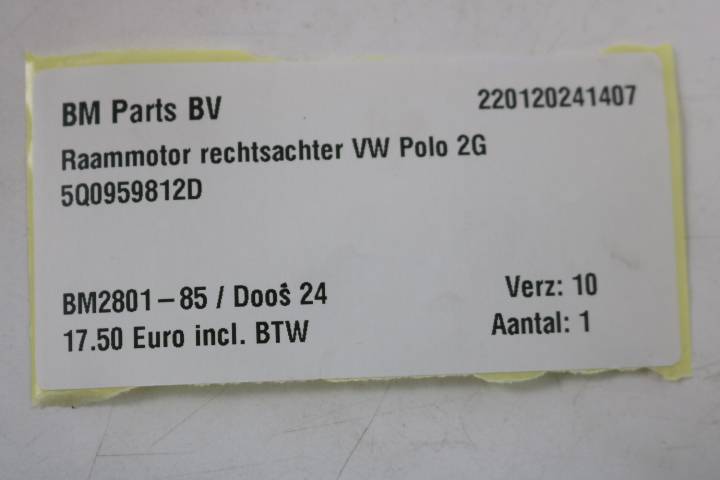 BM Parts BV 220120241407
Raammotor rechtsachter VW Polo 2G
5Q0959812D
BM2801-85 / Doos 24 Verz: 10
17.50 Euro incl. BTW Aantal: 1